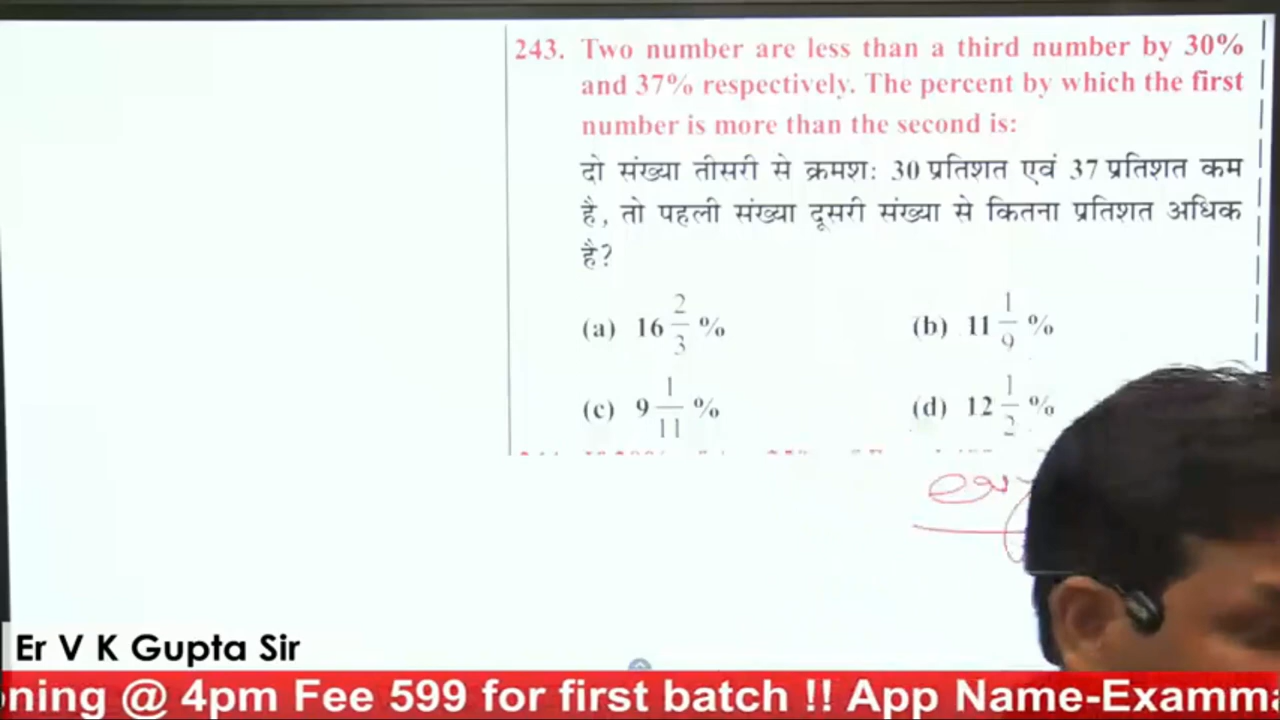 243. Two number are less than a third number by 30%
and 37% respectively. The percent by which the first
number is more than the second is:
दो संख्या तीसरी से क्रमश: 30 प्रतिशत एवं 37 प्रतिशत कम
है, तो पहली संख्या दूसरी संख्या से कितना प्रतिशत अधिक
है?
(a) 16 2/3 % (b) 11 1/9 %
(c) 9 1/11 % (d) 12 1/2 %
Er V K Gupta Sir
ning @ 4pm Fee 599 for first batch !! App Name-Examma